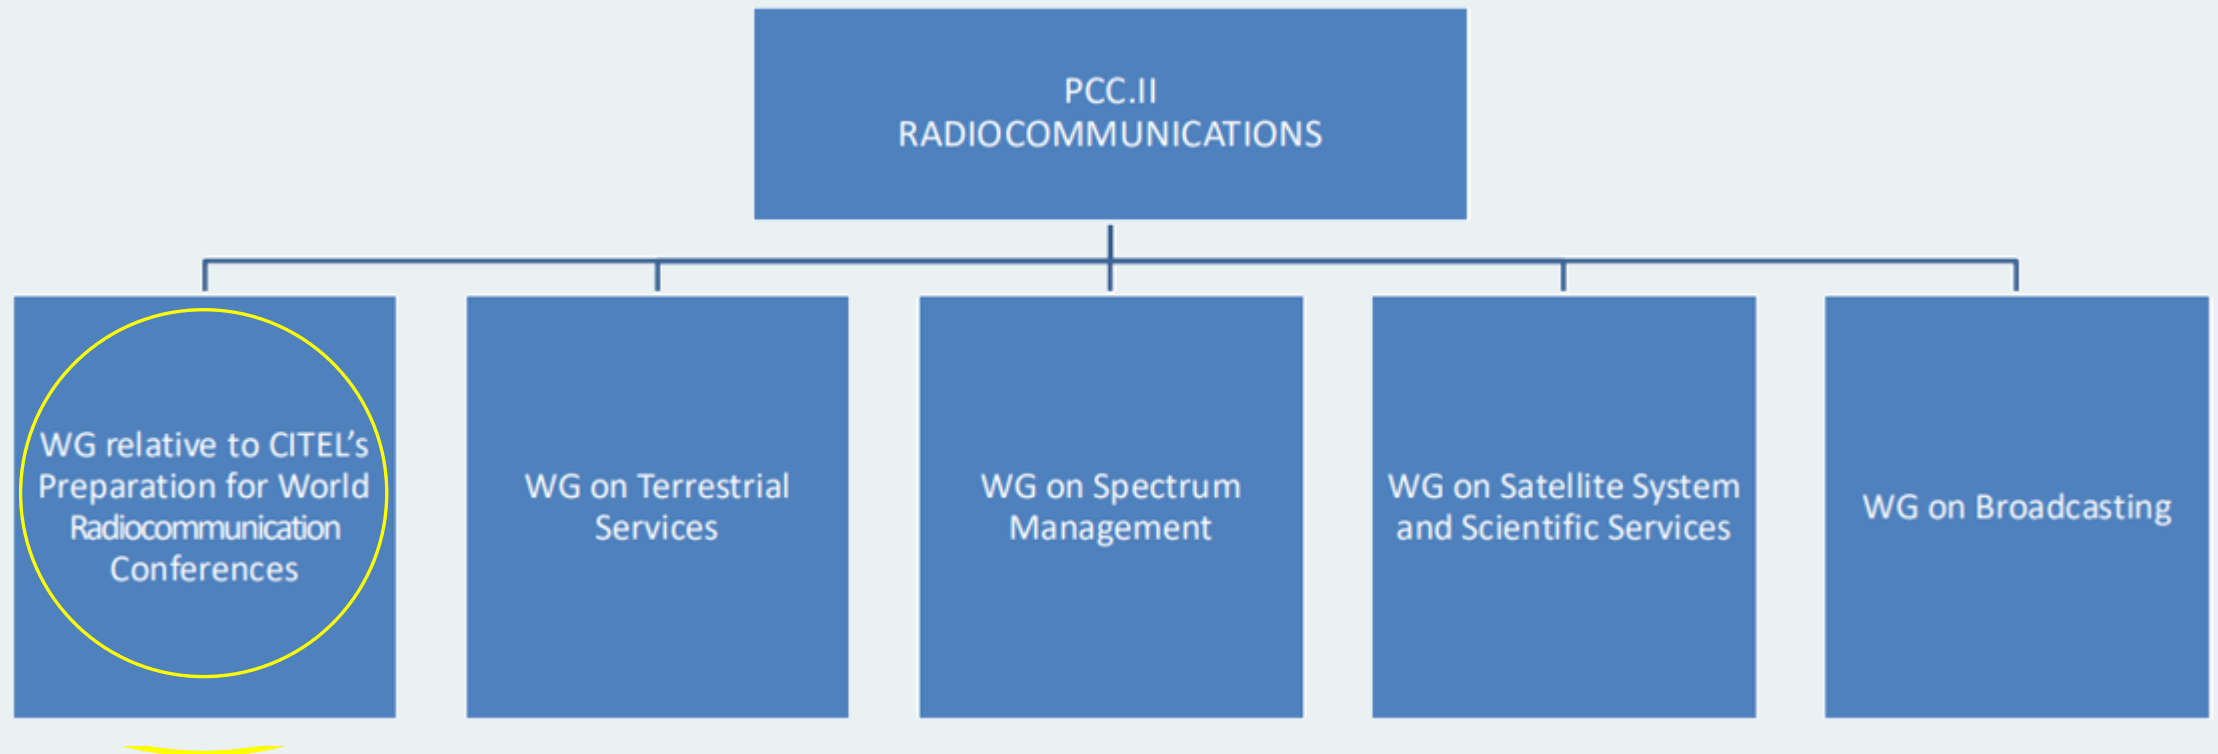 PCC.II
RADIOCOMMUNICATIONS
WG relative to CITEL’s
Preparation for World
Radiocommunication
Conferences
WG on Terrestrial
Services
WG on Spectrum
Management
WG on Satellite System
and Scientific Services
WG on Broadcasting